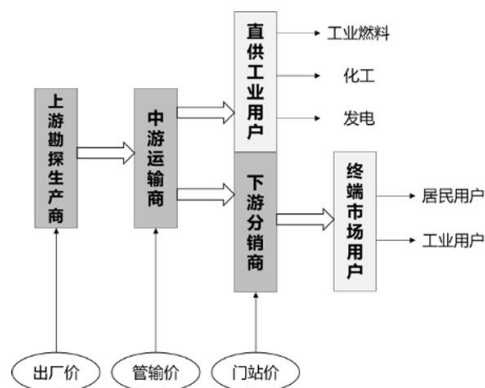 上游勘探生产商
中游运输商
直供工业用户
下游分销商
终端市场用户
工业燃料
化工
发电
居民用户
工业用户
出厂价
管输价
门站价